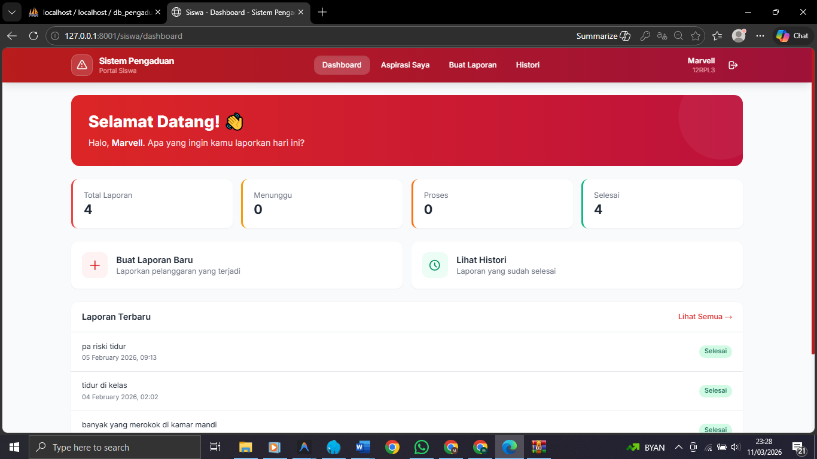 localhost / localhost / db_pengadu
Siswa - Dashboard - Sistem Penga
127.0.0.1:8001/siswa/dashboard
Summarize
Chat
Sistem Pengaduan
Portal Siswa
Dashboard
Aspirasi Saya
Buat Laporan
Histori
Marvell
12RPL3
Selamat Datang! 👋
Halo, Marvell. Apa yang ingin kamu laporkan hari ini?
Total Laporan
4
Menunggu
0
Proses
0
Selesai
4
Buat Laporan Baru
Laporkan pelanggaran yang terjadi
Lihat Histori
Laporan yang sudah selesai
Laporan Terbaru
Lihat Semua →
pa riski tidur
05 February 2026, 09:13
Selesai
tidur di kelas
04 February 2026, 02:02
Selesai
banyak yang merokok di kamar mandi
Selesai
Type here to search
BYAN
23:28
11/03/2026
21